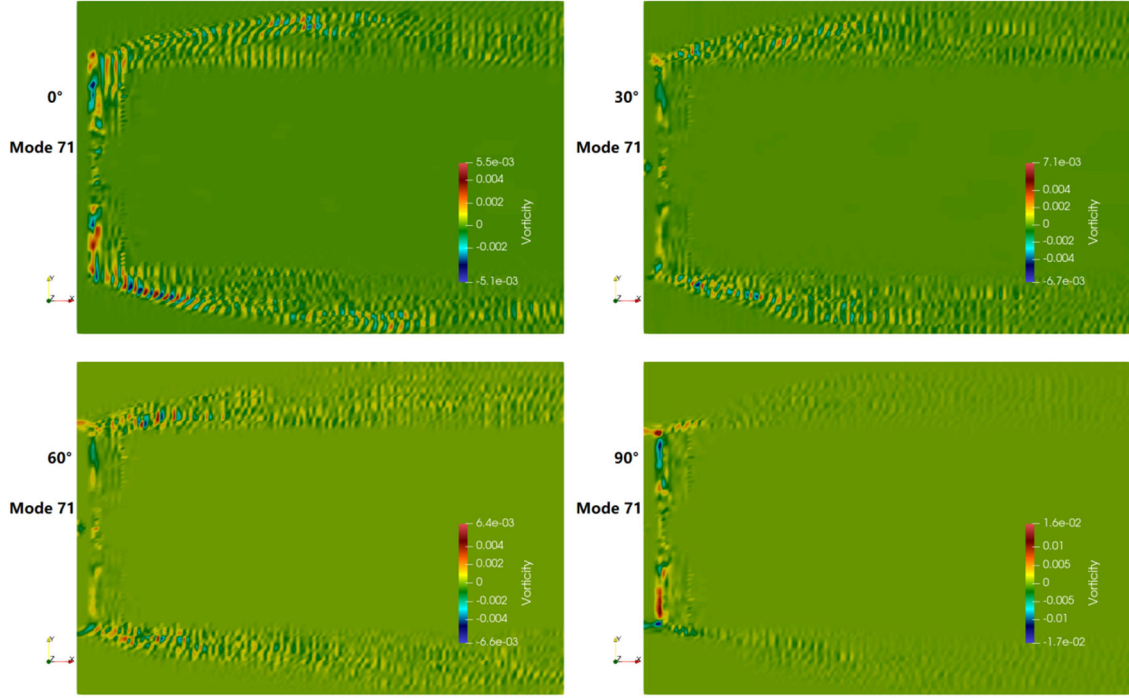 0°
Mode 71
5.5e-03
0.004
0.002
0
-0.002
-5.1e-03
Vorticity
Y
Z
X
30°
Mode 71
7.1e-03
0.004
0.002
0
-0.002
-0.004
-6.7e-03
Vorticity
Y
Z
X
60°
Mode 71
6.4e-03
0.004
0.002
0
-0.002
-0.004
-6.6e-03
Vorticity
Y
Z
X
90°
Mode 71
1.6e-02
0.01
0.005
0
-0.005
-0.01
-1.7e-02
Vorticity
Y
Z
X